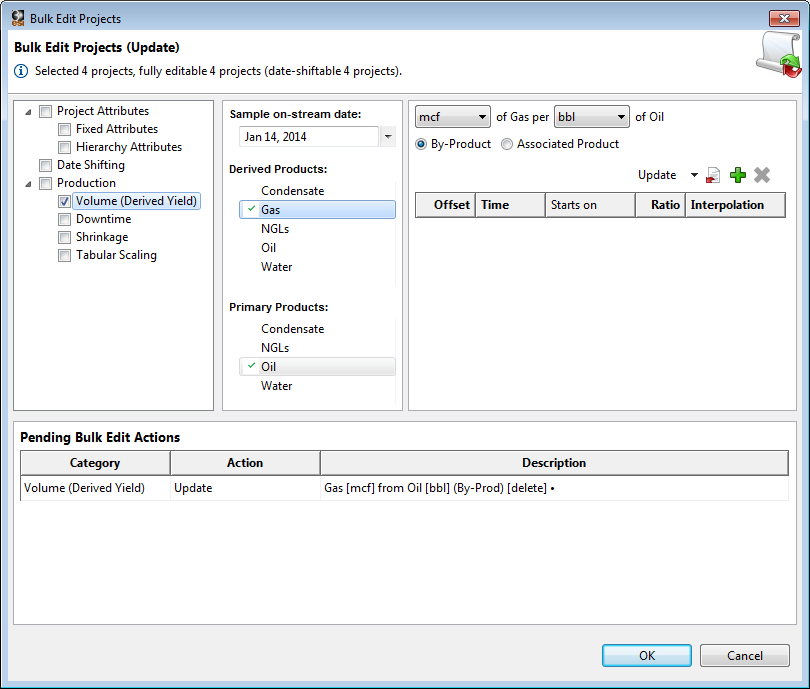 Bulk Edit Projects
Bulk Edit Projects (Update)
Selected 4 projects, fully editable 4 projects (date-shiftable 4 projects).
Project Attributes
Fixed Attributes
Hierarchy Attributes
Date Shifting
Production
Volume (Derived Yield)
Downtime
Shrinkage
Tabular Scaling
Sample on-stream date:
Jan 14, 2014
Derived Products:
Condensate
Gas
NGLs
Oil
Water
Primary Products:
Condensate
NGLs
Oil
Water
mcf of Gas per bbl of Oil
By-Product Associated Product
Update
Offset Time Starts on Ratio Interpolation
Pending Bulk Edit Actions
Category Action Description
Volume (Derived Yield) Update Gas [mcf] from Oil [bbl] (By-Prod) [delete] •
OK Cancel